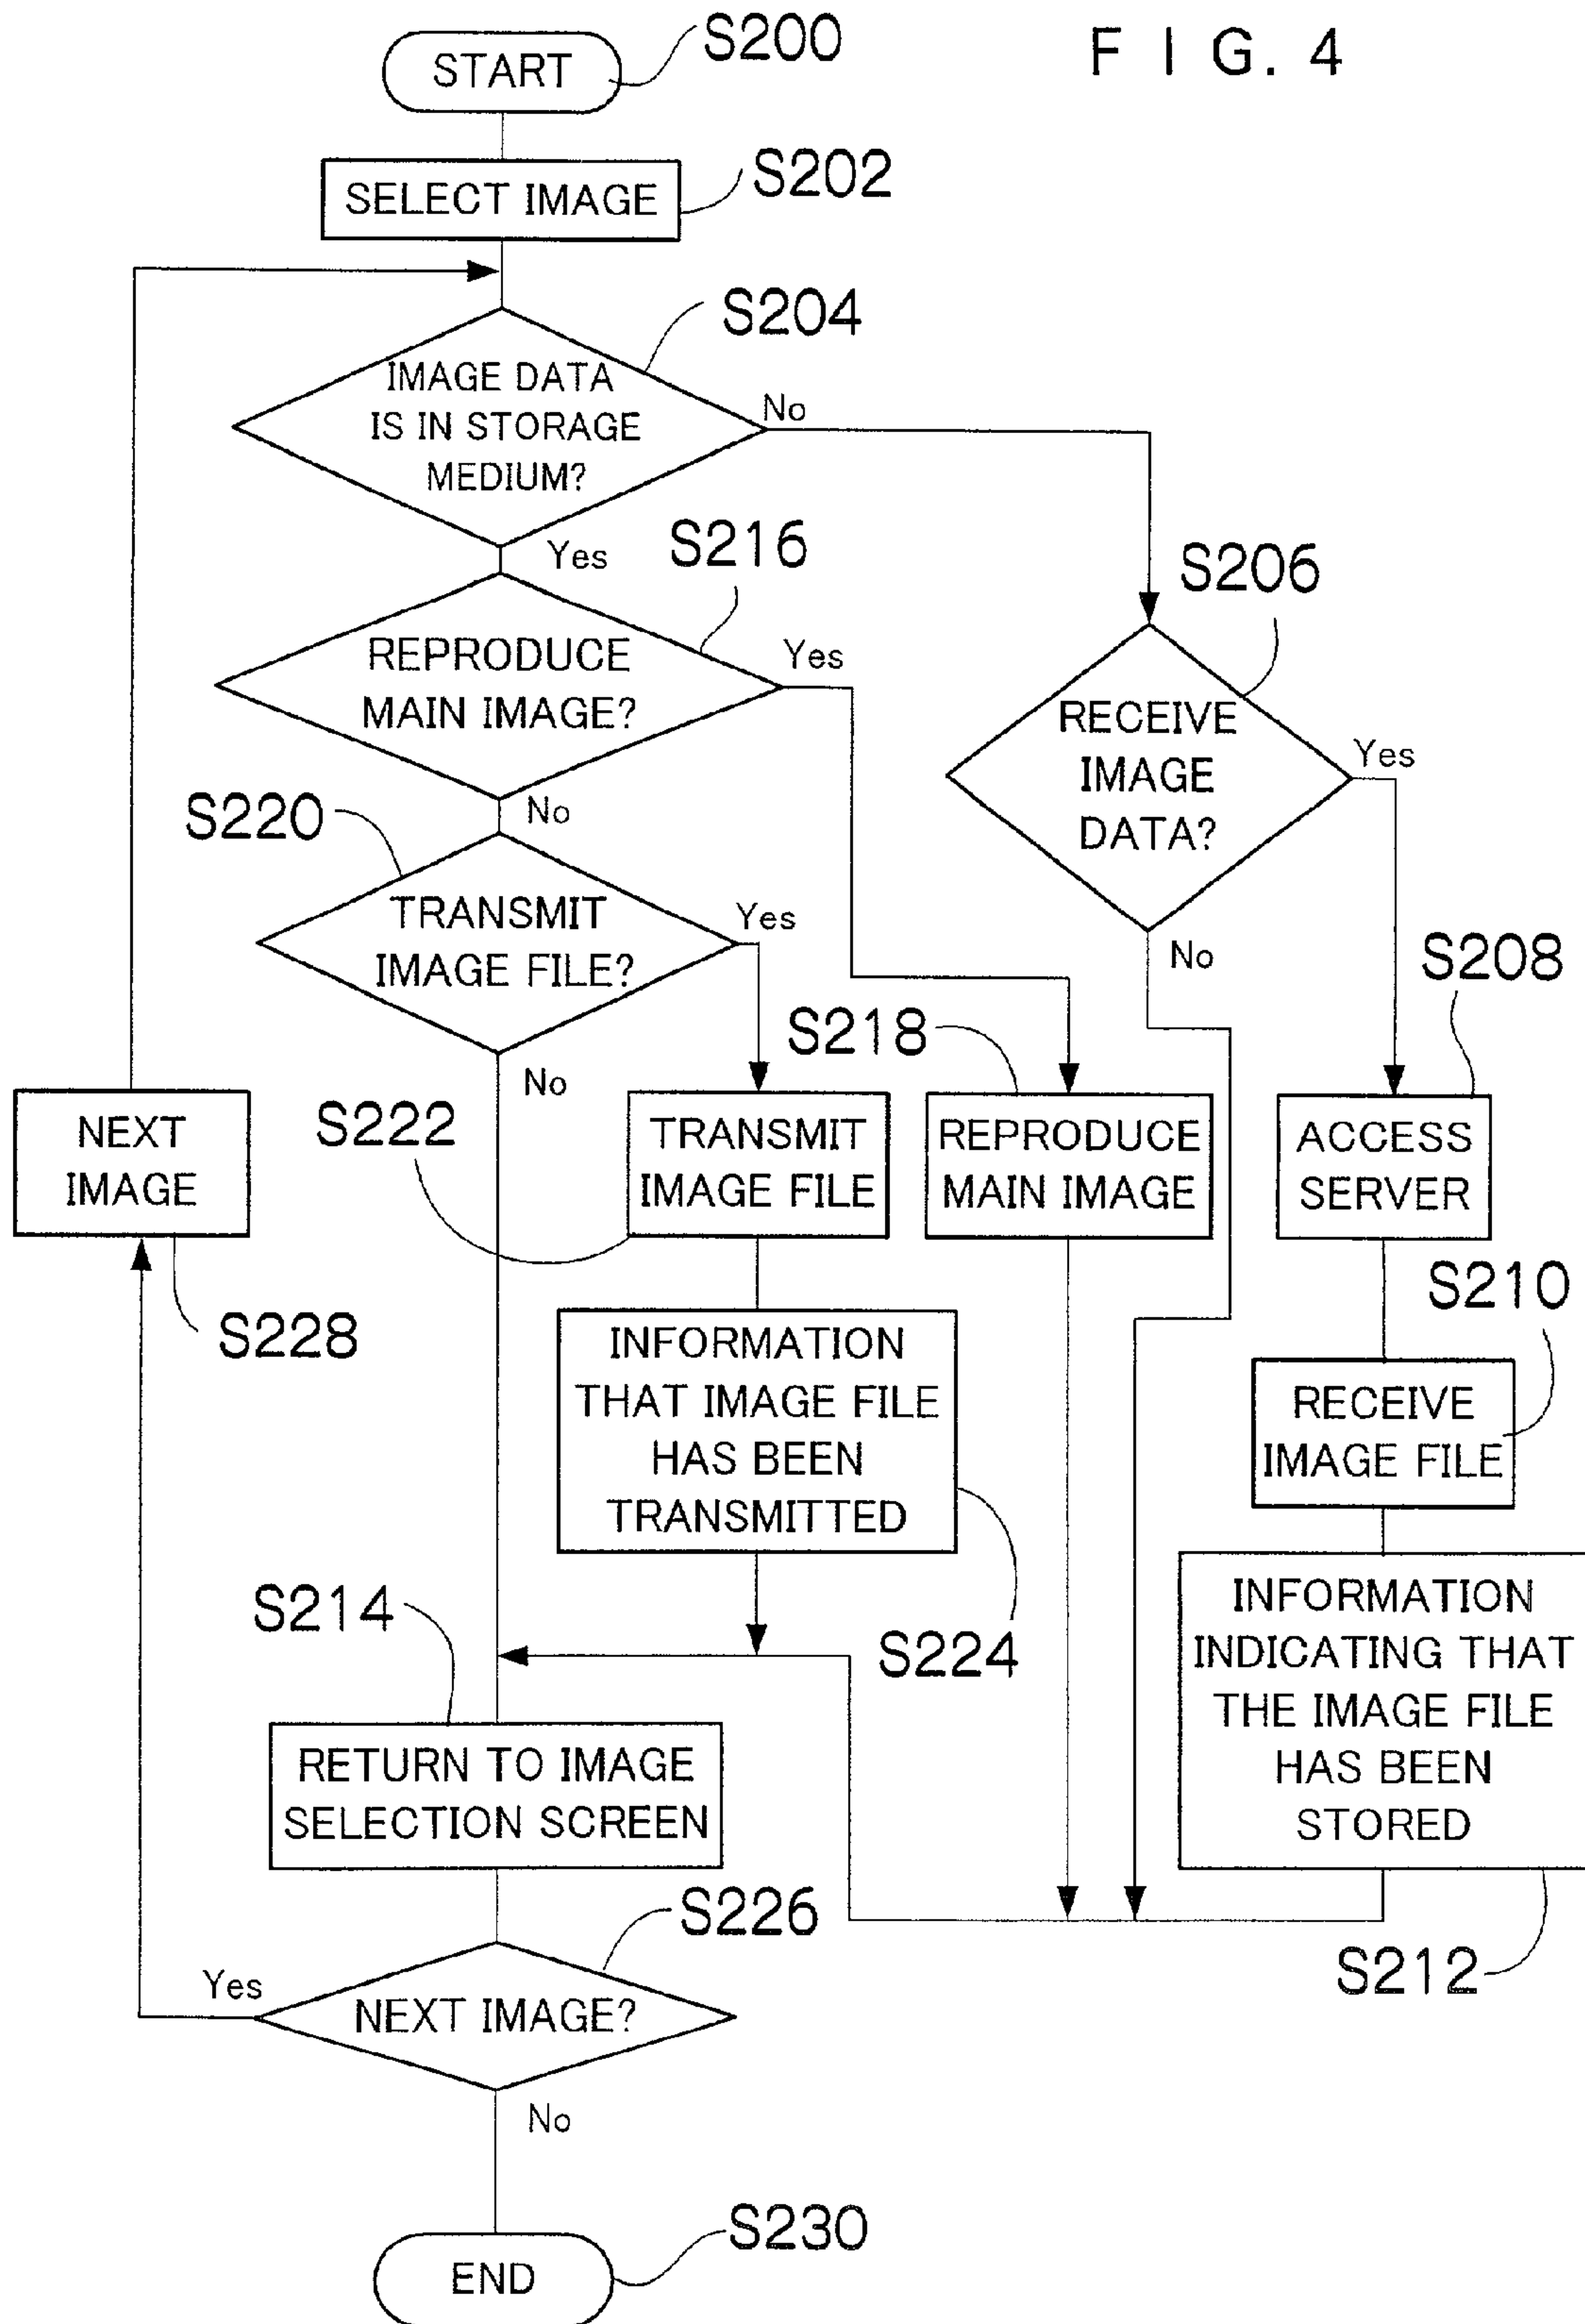 F I G. 4
START
S200
SELECT IMAGE
S202
S204
IMAGE DATA
IS IN STORAGE
MEDIUM?
No
Yes
S216
REPRODUCE
MAIN IMAGE?
Yes
S206
RECEIVE
IMAGE
DATA?
Yes
No
S220
No
TRANSMIT
IMAGE FILE?
Yes
No
S208
S218
NEXT
IMAGE
S222
TRANSMIT
IMAGE FILE
REPRODUCE
MAIN IMAGE
ACCESS
SERVER
S228
S210
INFORMATION
THAT IMAGE FILE
HAS BEEN
TRANSMITTED
RECEIVE
IMAGE FILE
S214
S224
INFORMATION
INDICATING THAT
THE IMAGE FILE
HAS BEEN
STORED
RETURN TO IMAGE
SELECTION SCREEN
S226
S212
Yes
NEXT IMAGE?
No
S230
END